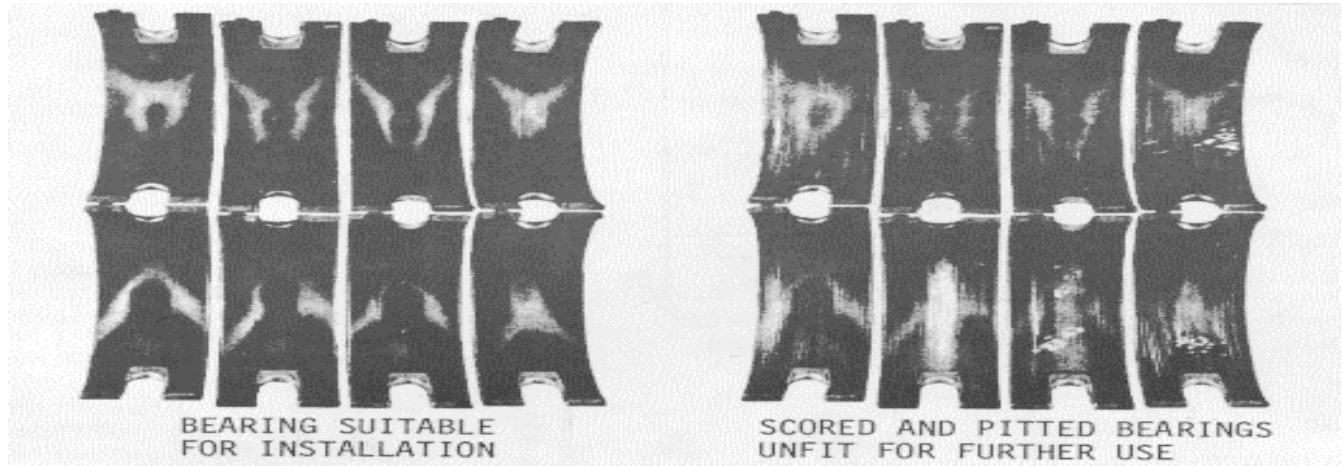 BEARING SUITABLE
FOR INSTALLATION
SCORED AND PITTED BEARINGS
UNFIT FOR FURTHER USE